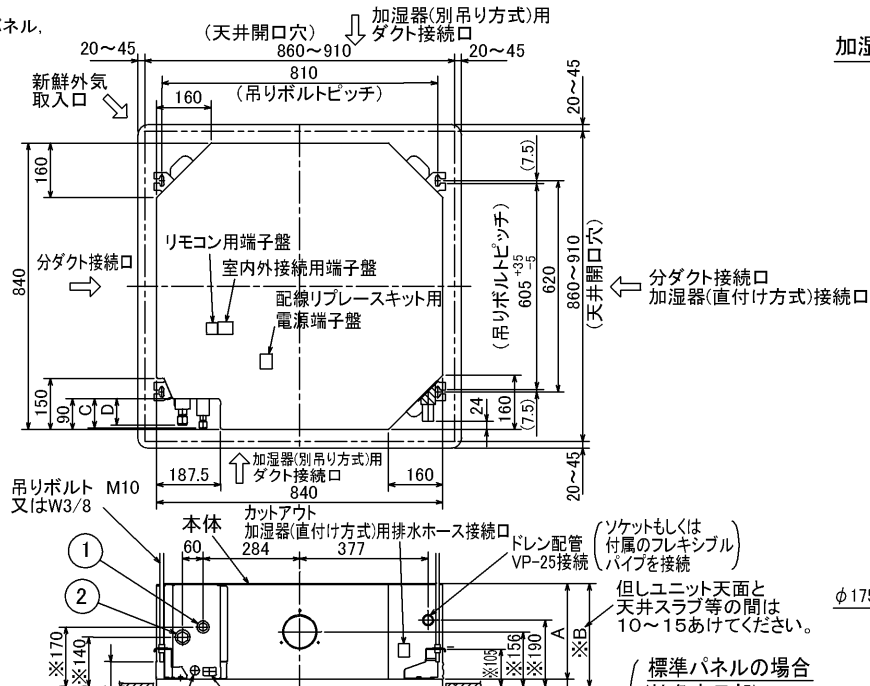 ネル,
(天井開口穴)
加湿器(別吊り方式)用
ダクト接続口
20～45
860～910
20～45
810
(吊りボルトピッチ)
新鮮外気
取入口
160
加湿
20～45
160
(7.5)
840
リモコン用端子盤
室内外接続用端子盤
分ダクト接続口
配線リプレースキット用
電源端子盤
(吊りボルトピッチ)
605 +35 -5
620
860～910
(天井開口穴)
分ダクト接続口
加湿器(直付け方式)接続口
150
90
C
D
24
160
(7.5)
20～45
187.5
加湿器(別吊り方式)用
ダクト接続口
160
840
吊りボルト M10
又はW3/8
本体
カットアウト
加湿器(直付け方式)用排水ホース接続口
60
284
377
ドレン配管
VP-25接続
ソケットもしくは
付属のフレキシブル
パイプを接続
1
2
但しユニット天面と
天井スラブ等の間は
10～15あけてください。
φ175
※170
※140
※105
※156
※190
A
※B
標準パネルの場合